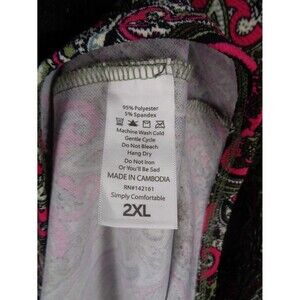 95% Polyester
5% Spandex
Machine Wash Cold
Gentle Cycle
Do Not Bleach
Hang Dry
Do Not Iron
Or You'll Be Sad
MADE IN CAMBODIA
RN#142161
Simply Comfortable
2XL